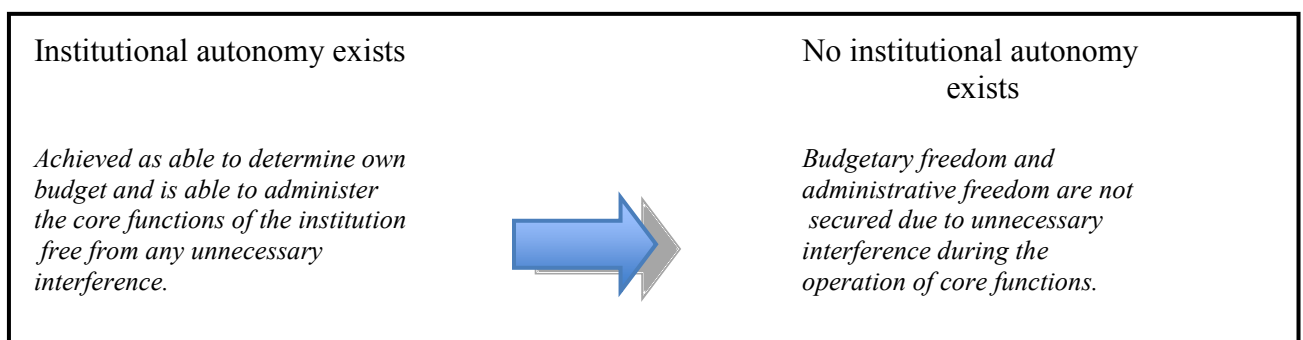 Institutional autonomy exists
Achieved as able to determine own
budget and is able to administer
the core functions of the institution
free from any unnecessary
interference.
No institutional autonomy
exists
Budgetary freedom and
administrative freedom are not
secured due to unnecessary
interference during the
operation of core functions.